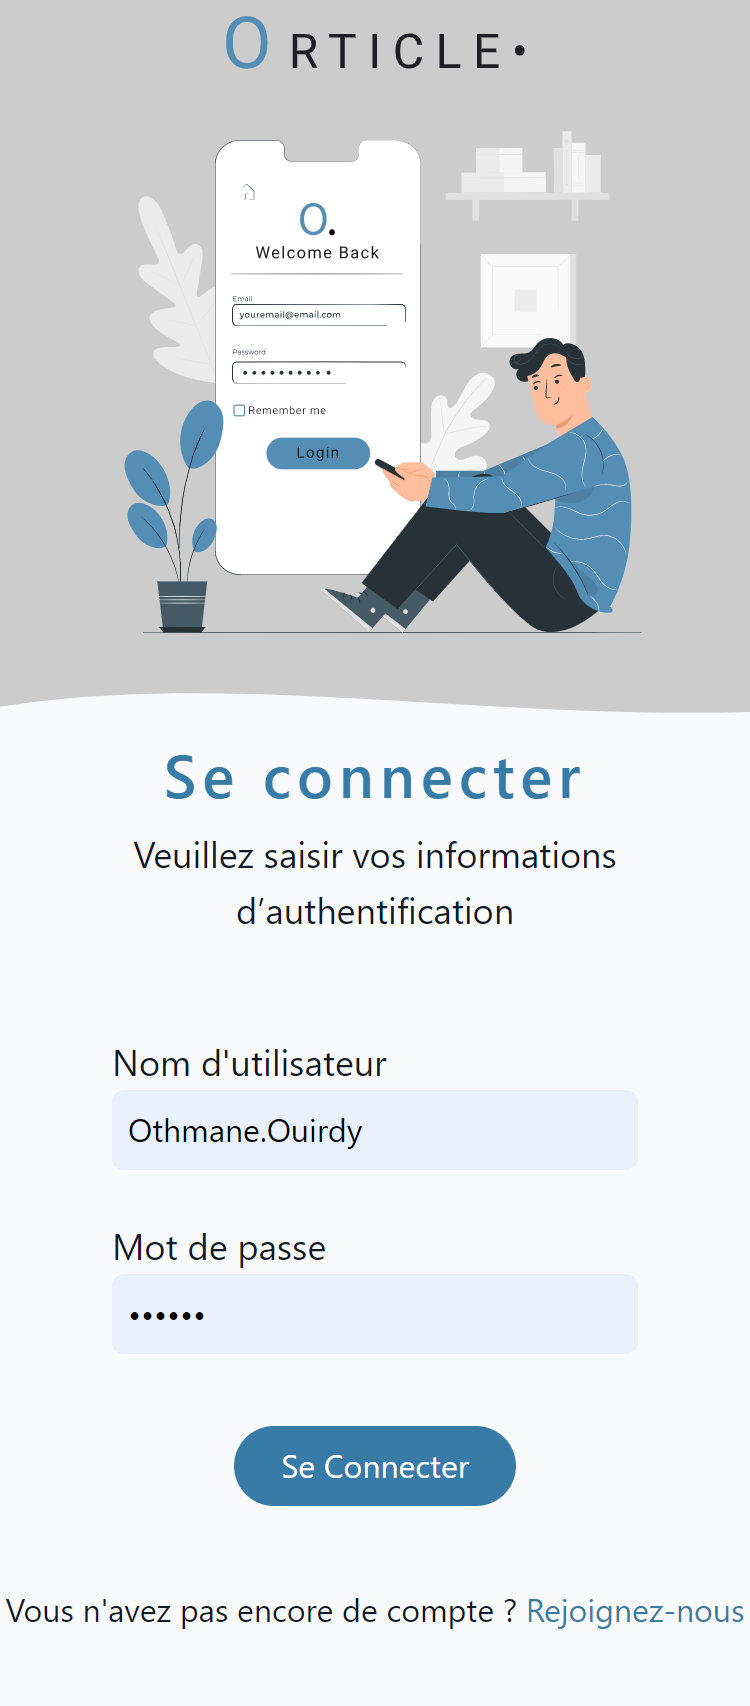 O RTICLE•
O.
Welcome Back
Email
youremail@email.com
Password
••••••••••
Remember me
Login
Se connecter
Veuillez saisir vos informations
d’authentification
Nom d'utilisateur
Othmane.Ouirdy
Mot de passe
••••••
Se Connecter
Vous n'avez pas encore de compte ? Rejoignez-nous